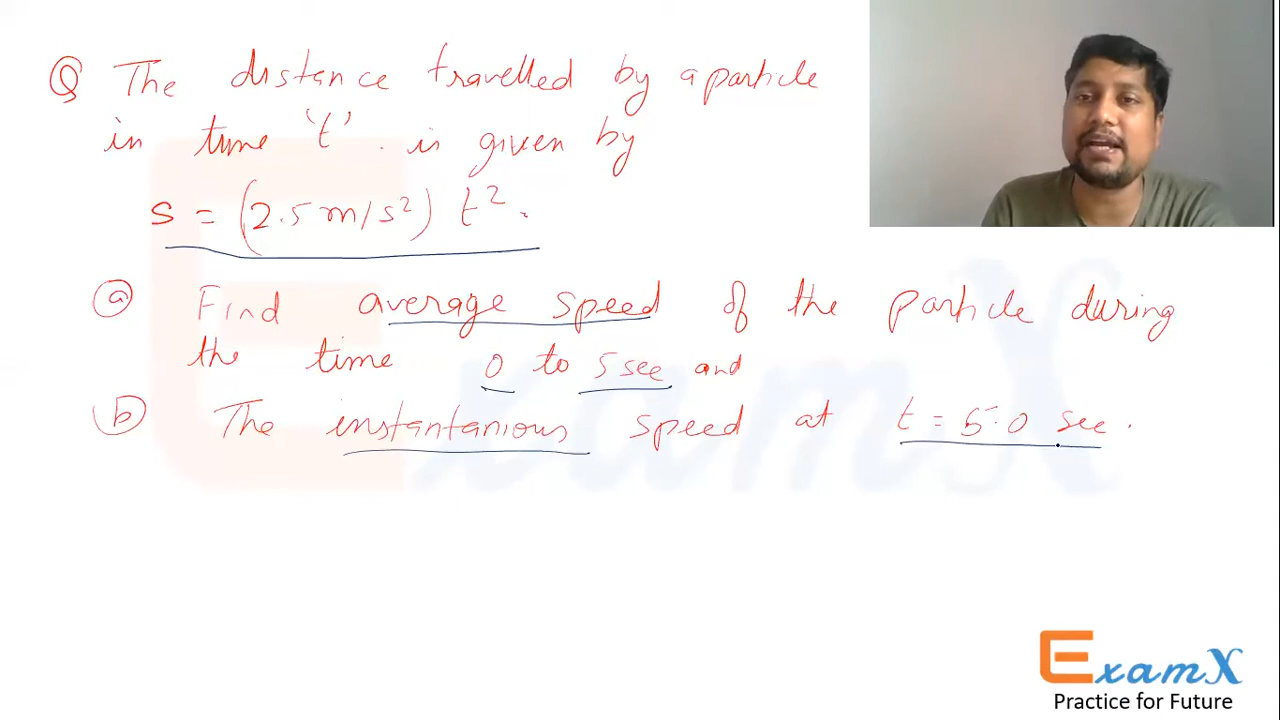 Q The distance travelled by a particle
in time 't' is given by
s = (2.5 m/s²) t².
(a) Find average speed of the particle during
the time 0 to 5 sec and
(b) The instantanious speed at t = 5.0 sec.
ExamX
ExamX
Practice for Future